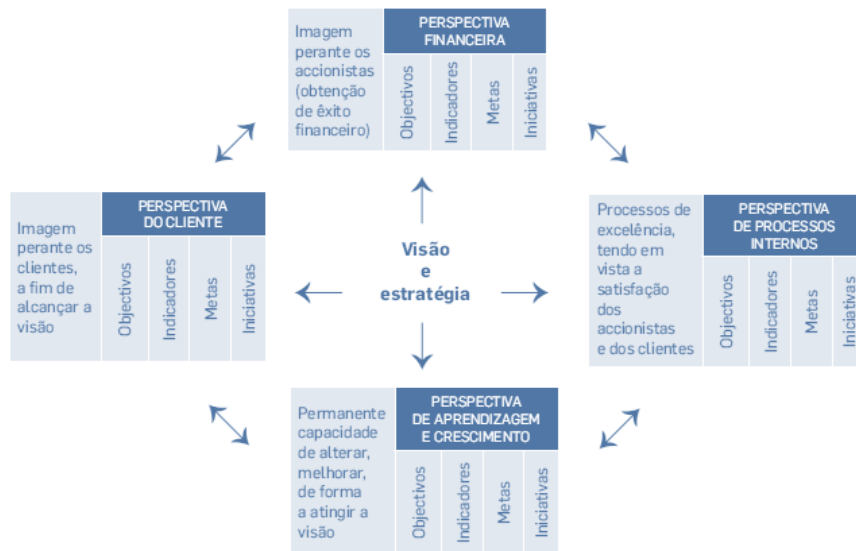 Imagem
perante os
accionistas
(obtenção
de êxito
financeiro)
PERSPECTIVA
FINANCEIRA
Objectivos
Indicadores
Metas
Iniciativas
Imagem
perante os
clientes,
a fim de
alcançar a
visão
PERSPECTIVA
DO CLIENTE
Objectivos
Indicadores
Metas
Iniciativas
Visão
e
estratégia
Processos de
excelência,
tendo em
vista a
satisfação
dos
accionistas
e dos clientes
PERSPECTIVA
DE PROCESSOS
INTERNOS
Objectivos
Indicadores
Metas
Iniciativas
Permanente
capacidade
de alterar,
melhorar,
de forma
a atingir a
visão
PERSPECTIVA
DE APRENDIZAGEM
E CRESCIMENTO
Objectivos
Indicadores
Metas
Iniciativas